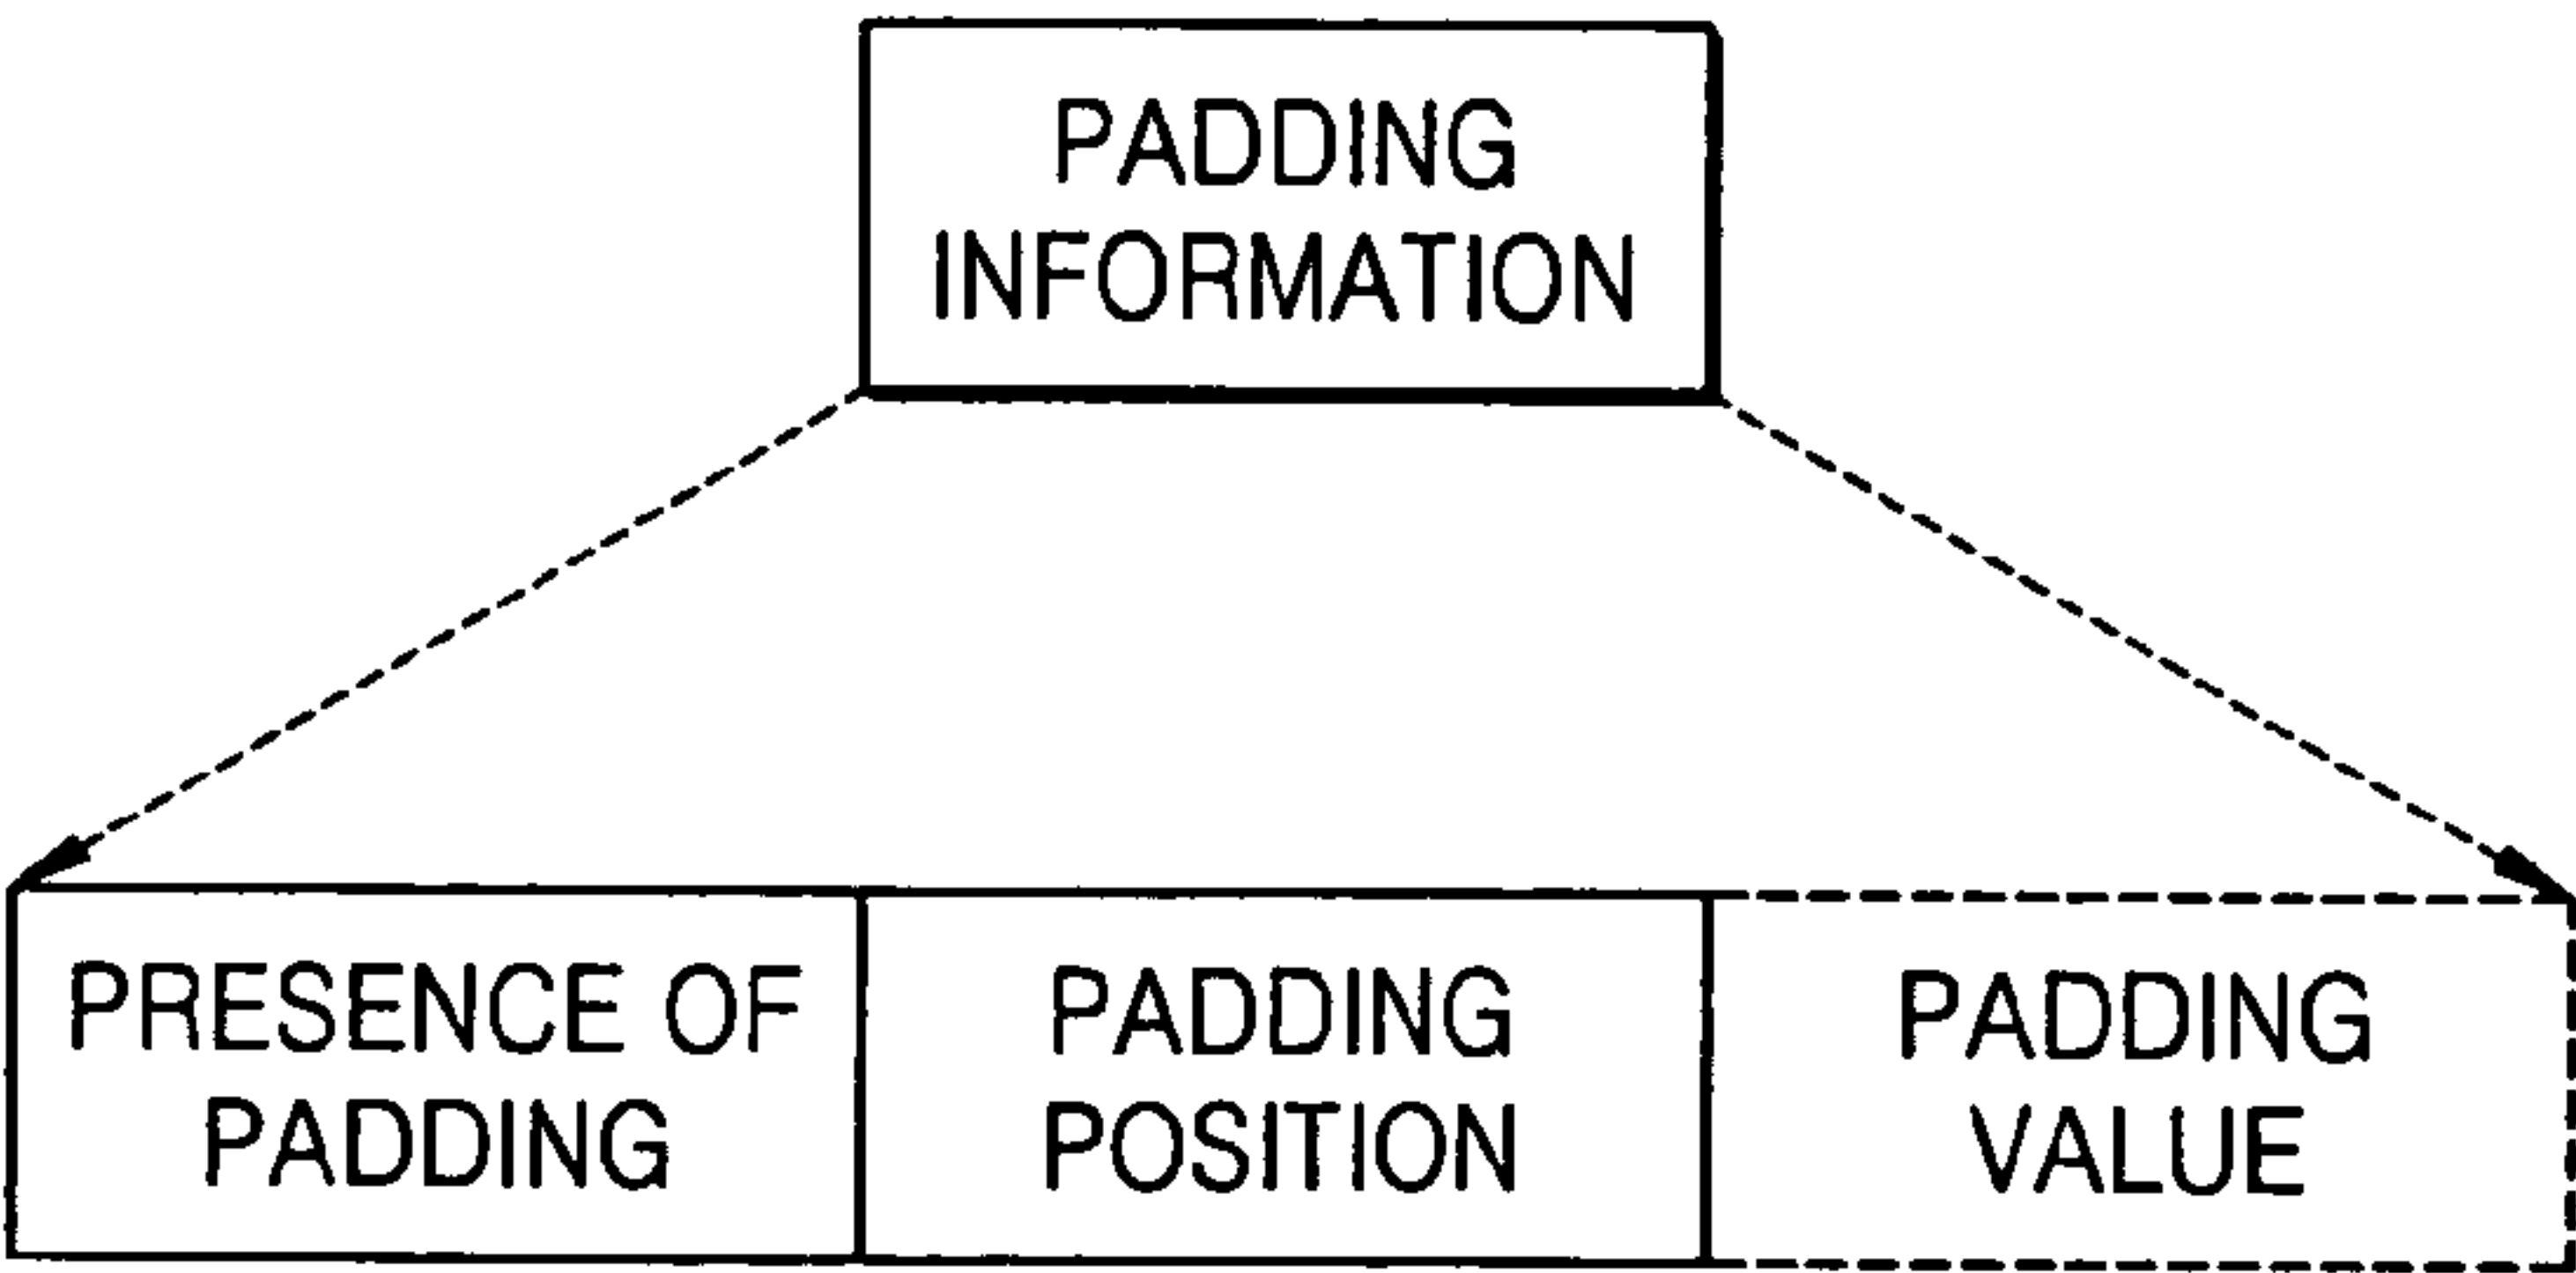 PADDING
INFORMATION
PRESENCE OF
PADDING
PADDING
POSITION
PADDING
VALUE